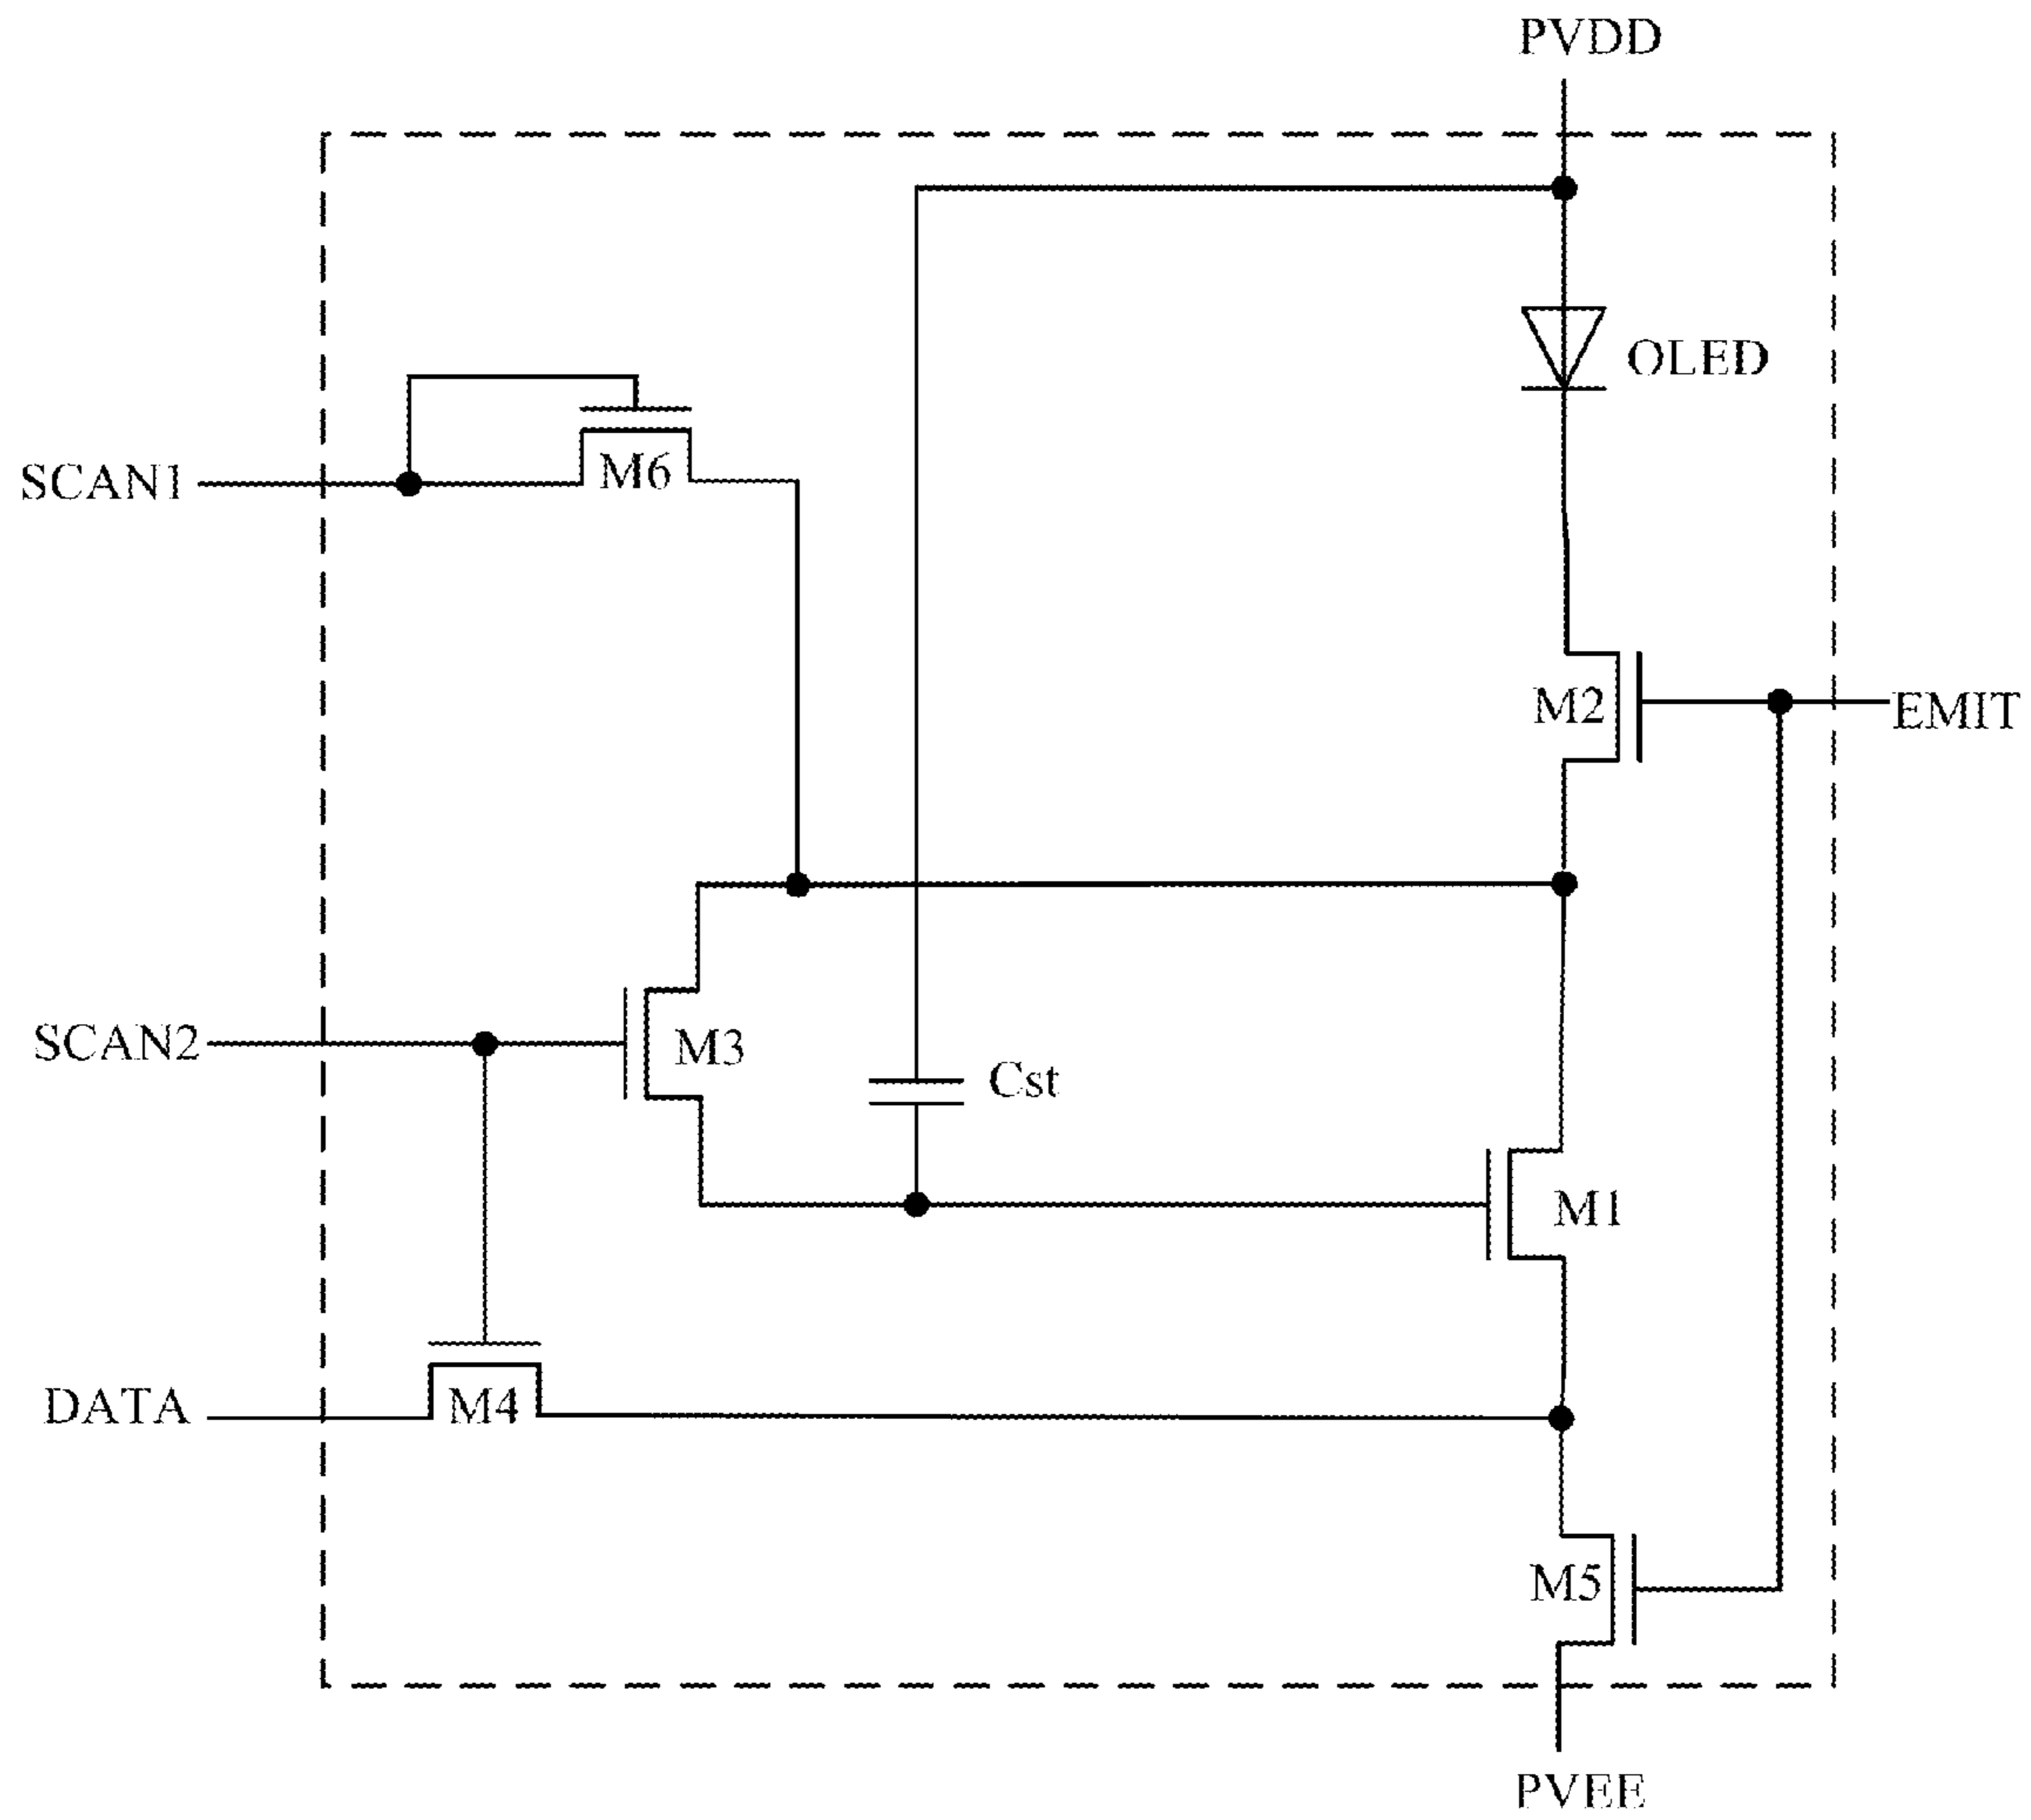 PVDD
OLED
SCAN1
M6
M2
EMIT
SCAN2
M3
Cst
M1
DATA
M4
M5
PVEE